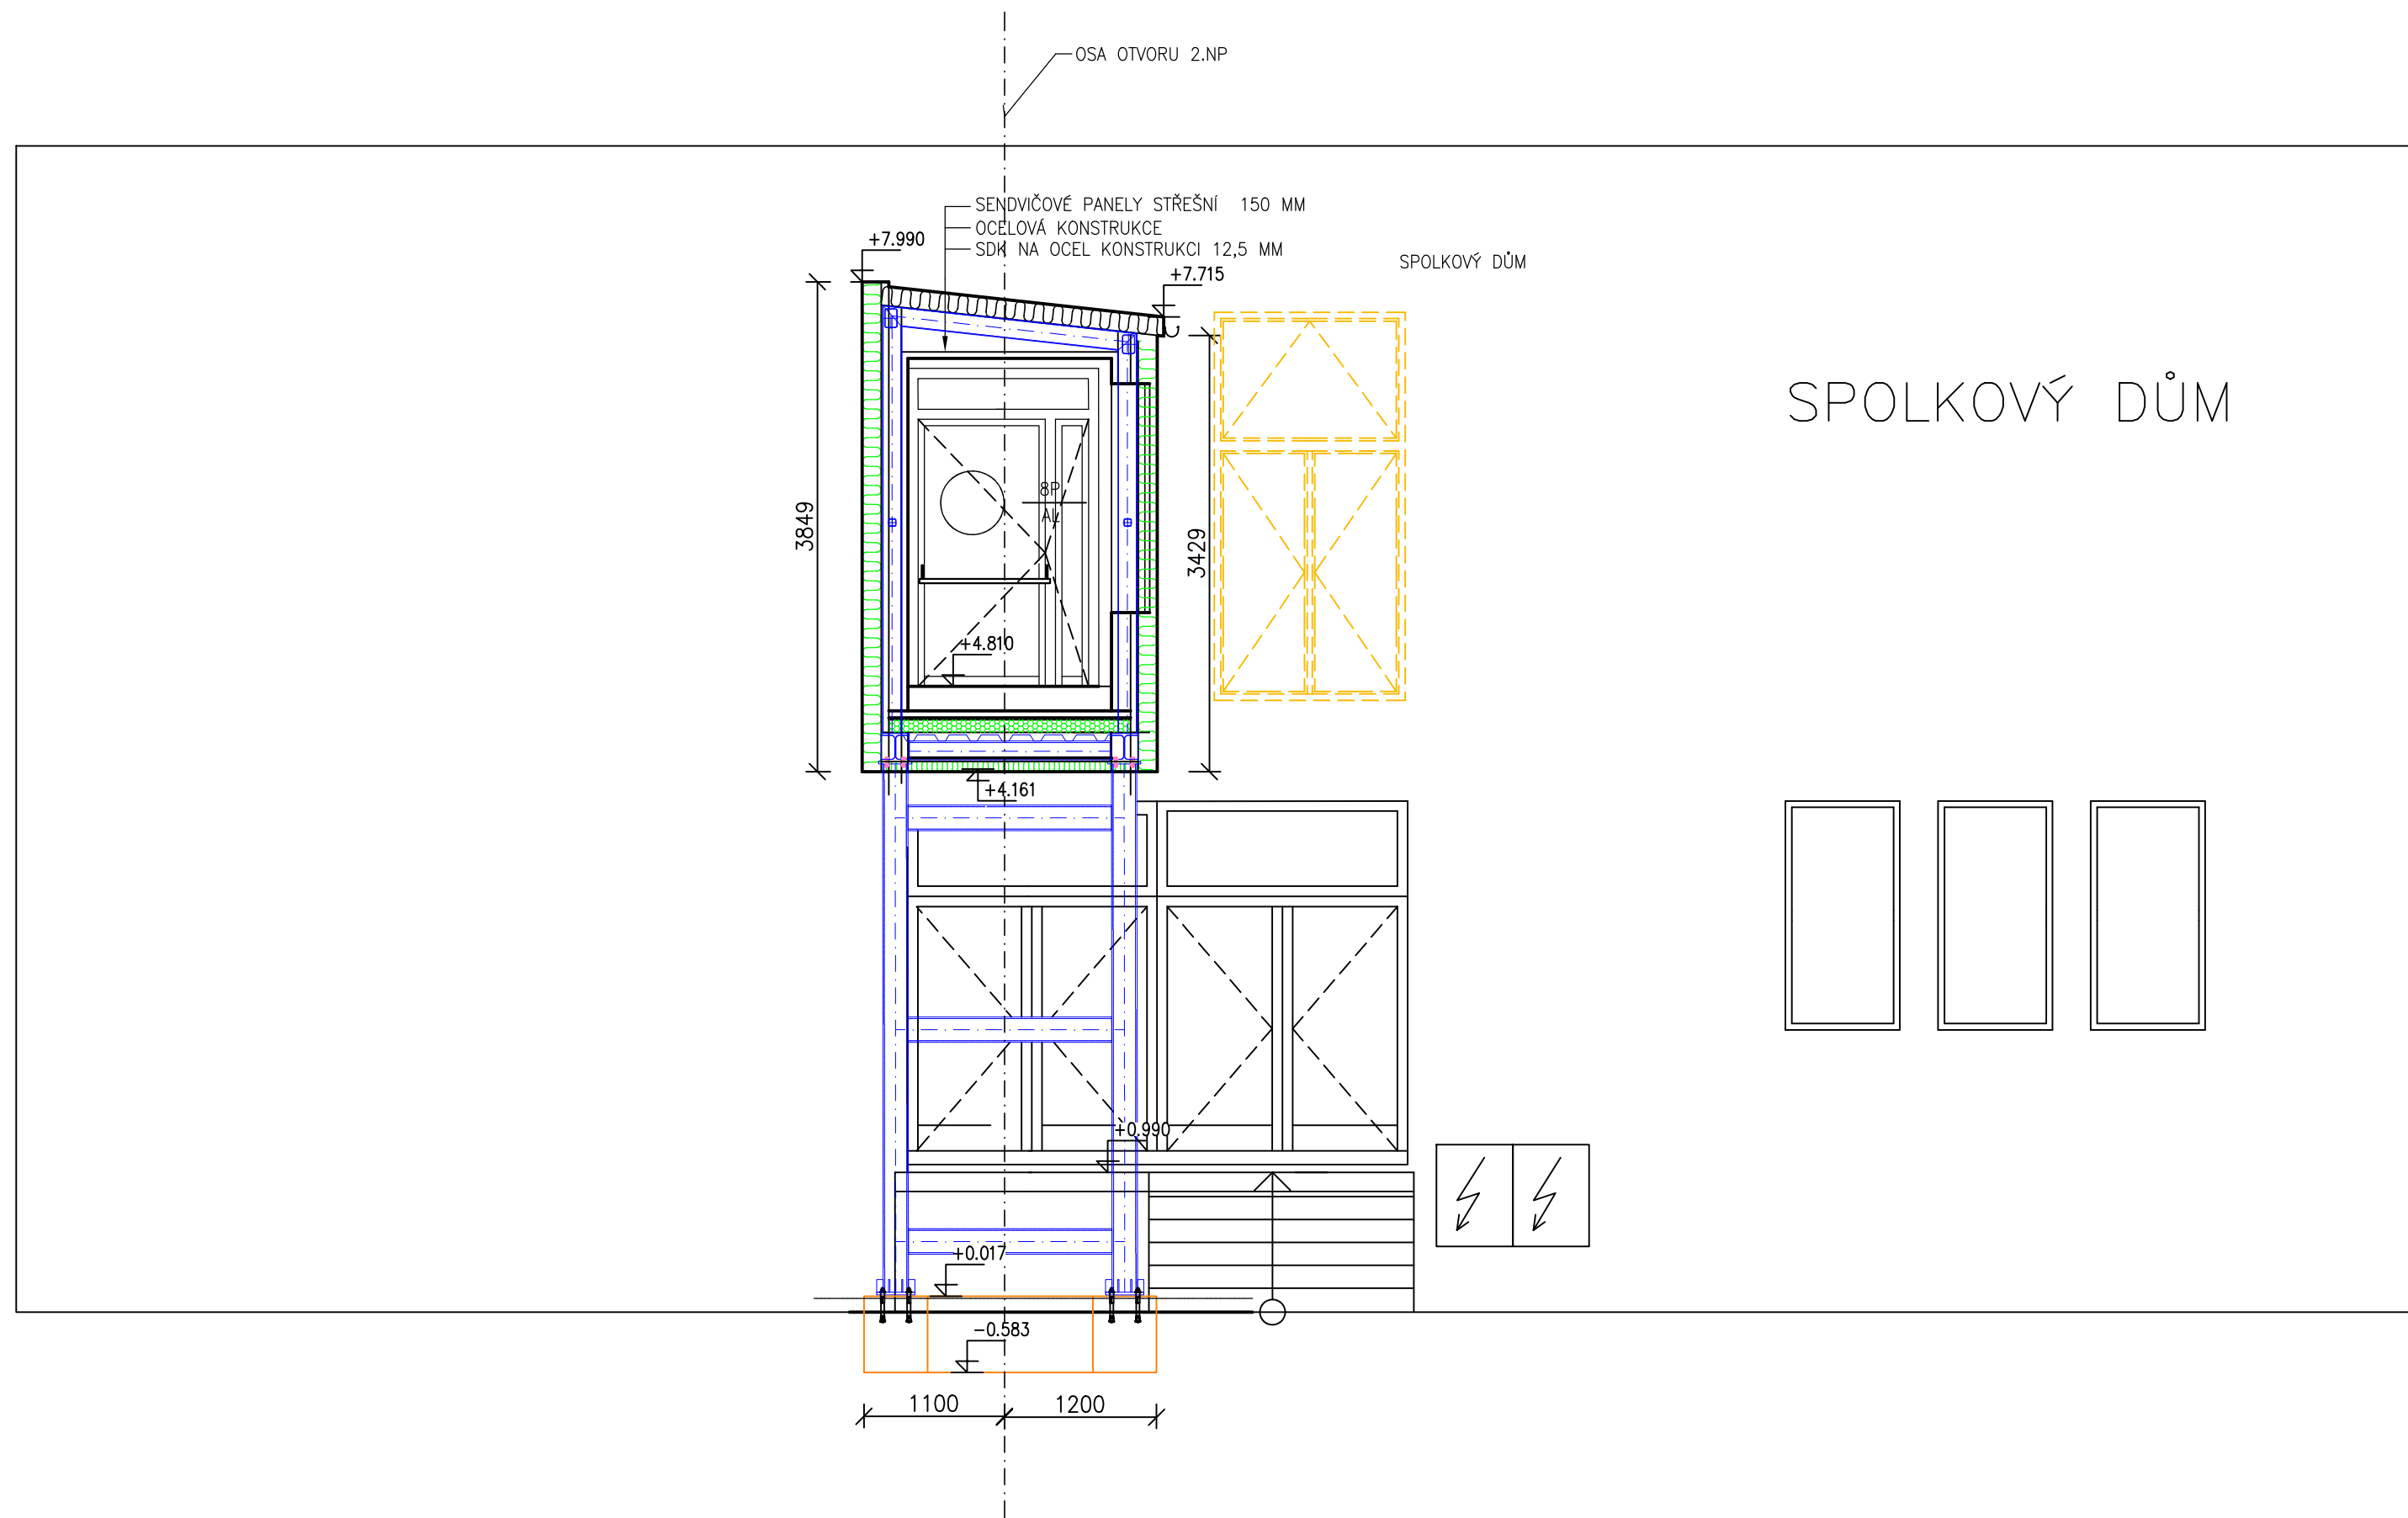 OSA OTVORU 2.NP
SENDVIČOVÉ PANELY STŘEŠNÍ 150 MM
OCELOVÁ KONSTRUKCE
SDK NA OCEL KONSTRUKCI 12,5 MM
+7.990
+7.715
SPOLKOVÝ DŮM
SPOLKOVÝ DŮM
8P
AL
3849
3429
+4.810
+4.161
+0.990
+0.017
-0.583
1100
1200